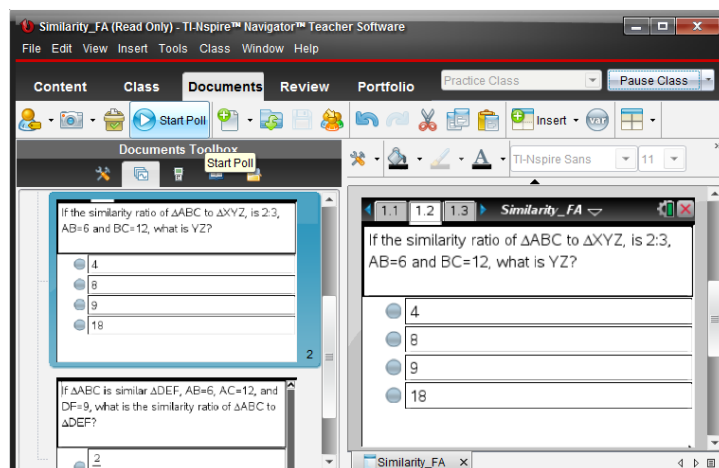 Similarity_FA (Read Only) - TI-Nspire™ Navigator™ Teacher Software
File Edit View Insert Tools Class Window Help
Content Class Documents Review Portfolio Practice Class Pause Class
Start Poll Insert var
Documents Toolbox
Start Poll
TI-Nspire Sans 11
If the similarity ratio of ΔABC to ΔXYZ, is 2:3,
AB=6 and BC=12, what is YZ?
4
8
9
18
2
If ΔABC is similar ΔDEF, AB=6, AC=12, and
DF=9, what is the similarity ratio of ΔABC to
ΔDEF?
2
1.1 1.2 1.3 Similarity_FA
If the similarity ratio of ΔABC to ΔXYZ, is 2:3,
AB=6 and BC=12, what is YZ?
4
8
9
18
Similarity_FA